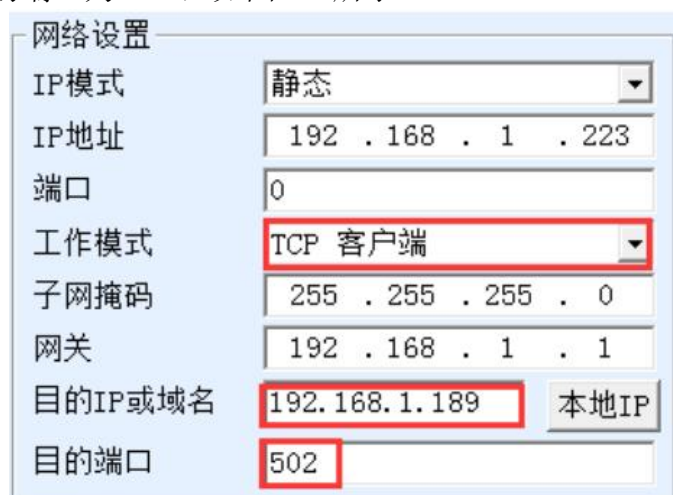 网络设置
IP模式 静态
IP地址 192 . 168 . 1 . 223
端口 0
工作模式 TCP 客户端
子网掩码 255 . 255 . 255 . 0
网关 192 . 168 . 1 . 1
目的IP或域名 192.168.1.189 本地IP
目的端口 502